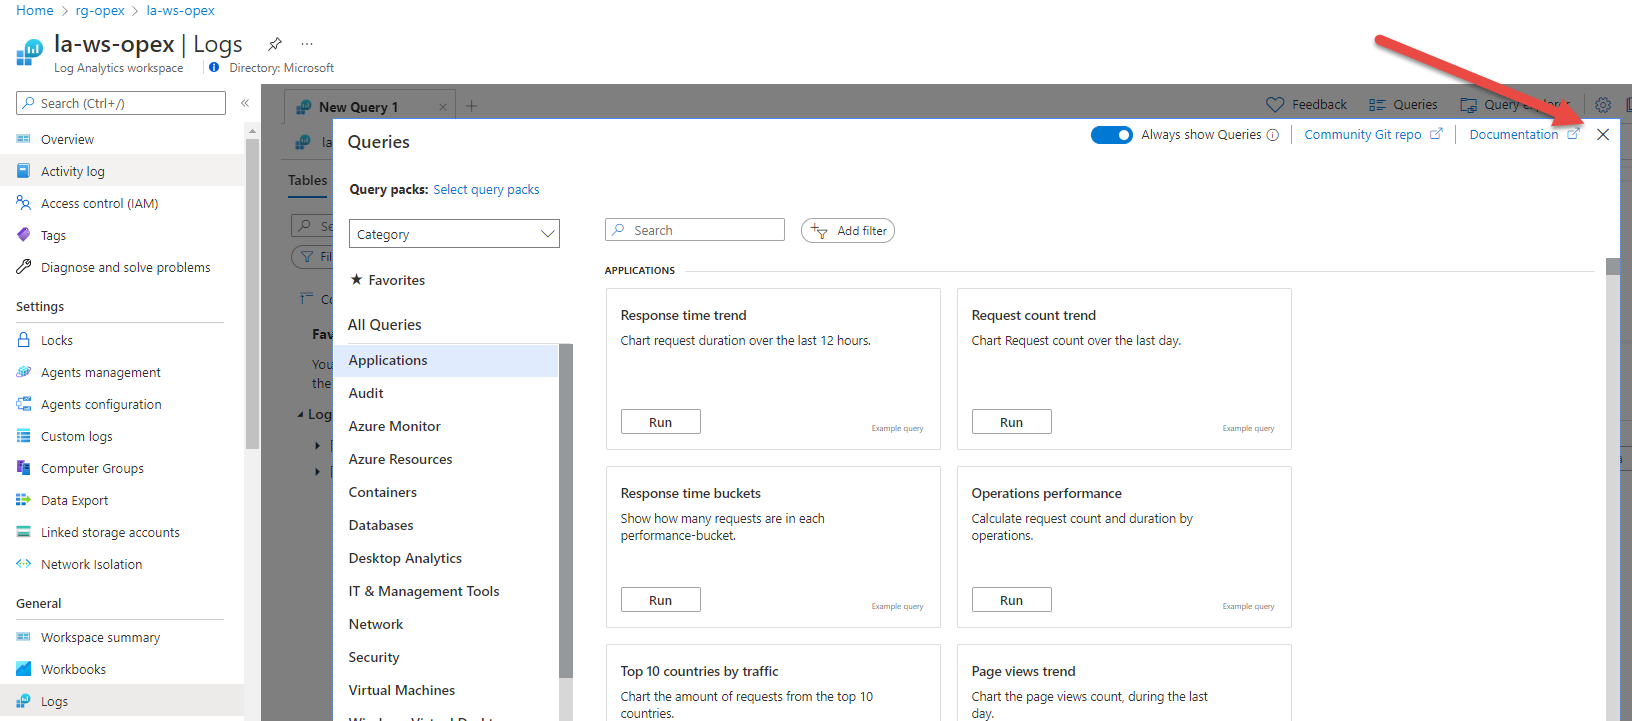 Home > rg-opex > la-ws-opex
la-ws-opex | Logs
Log Analytics workspace
Directory: Microsoft
Search (Ctrl+/)
«
Overview
Activity log
Access control (IAM)
Tags
Diagnose and solve problems
Settings
Locks
Agents management
Agents configuration
Custom logs
Computer Groups
Data Export
Linked storage accounts
Network Isolation
General
Workspace summary
Workbooks
Logs
New Query 1
Feedback
Queries
Query
la
Tables
Se
Fil
Co
Fav
You
the
Log
Queries
Always show Queries
Community Git repo
Documentation
Query packs: Select query packs
Category
Search
Add filter
Favorites
All Queries
Applications
Audit
Azure Monitor
Azure Resources
Containers
Databases
Desktop Analytics
IT & Management Tools
Network
Security
Virtual Machines
APPLICATIONS
Response time trend
Chart request duration over the last 12 hours.
Run
Example query
Request count trend
Chart Request count over the last day.
Run
Example query
Response time buckets
Show how many requests are in each
performance-bucket.
Run
Example query
Operations performance
Calculate request count and duration by
operations.
Run
Example query
Top 10 countries by traffic
Chart the amount of requests from the top 10
countries.
Page views trend
Chart the page views count, during the last
day.